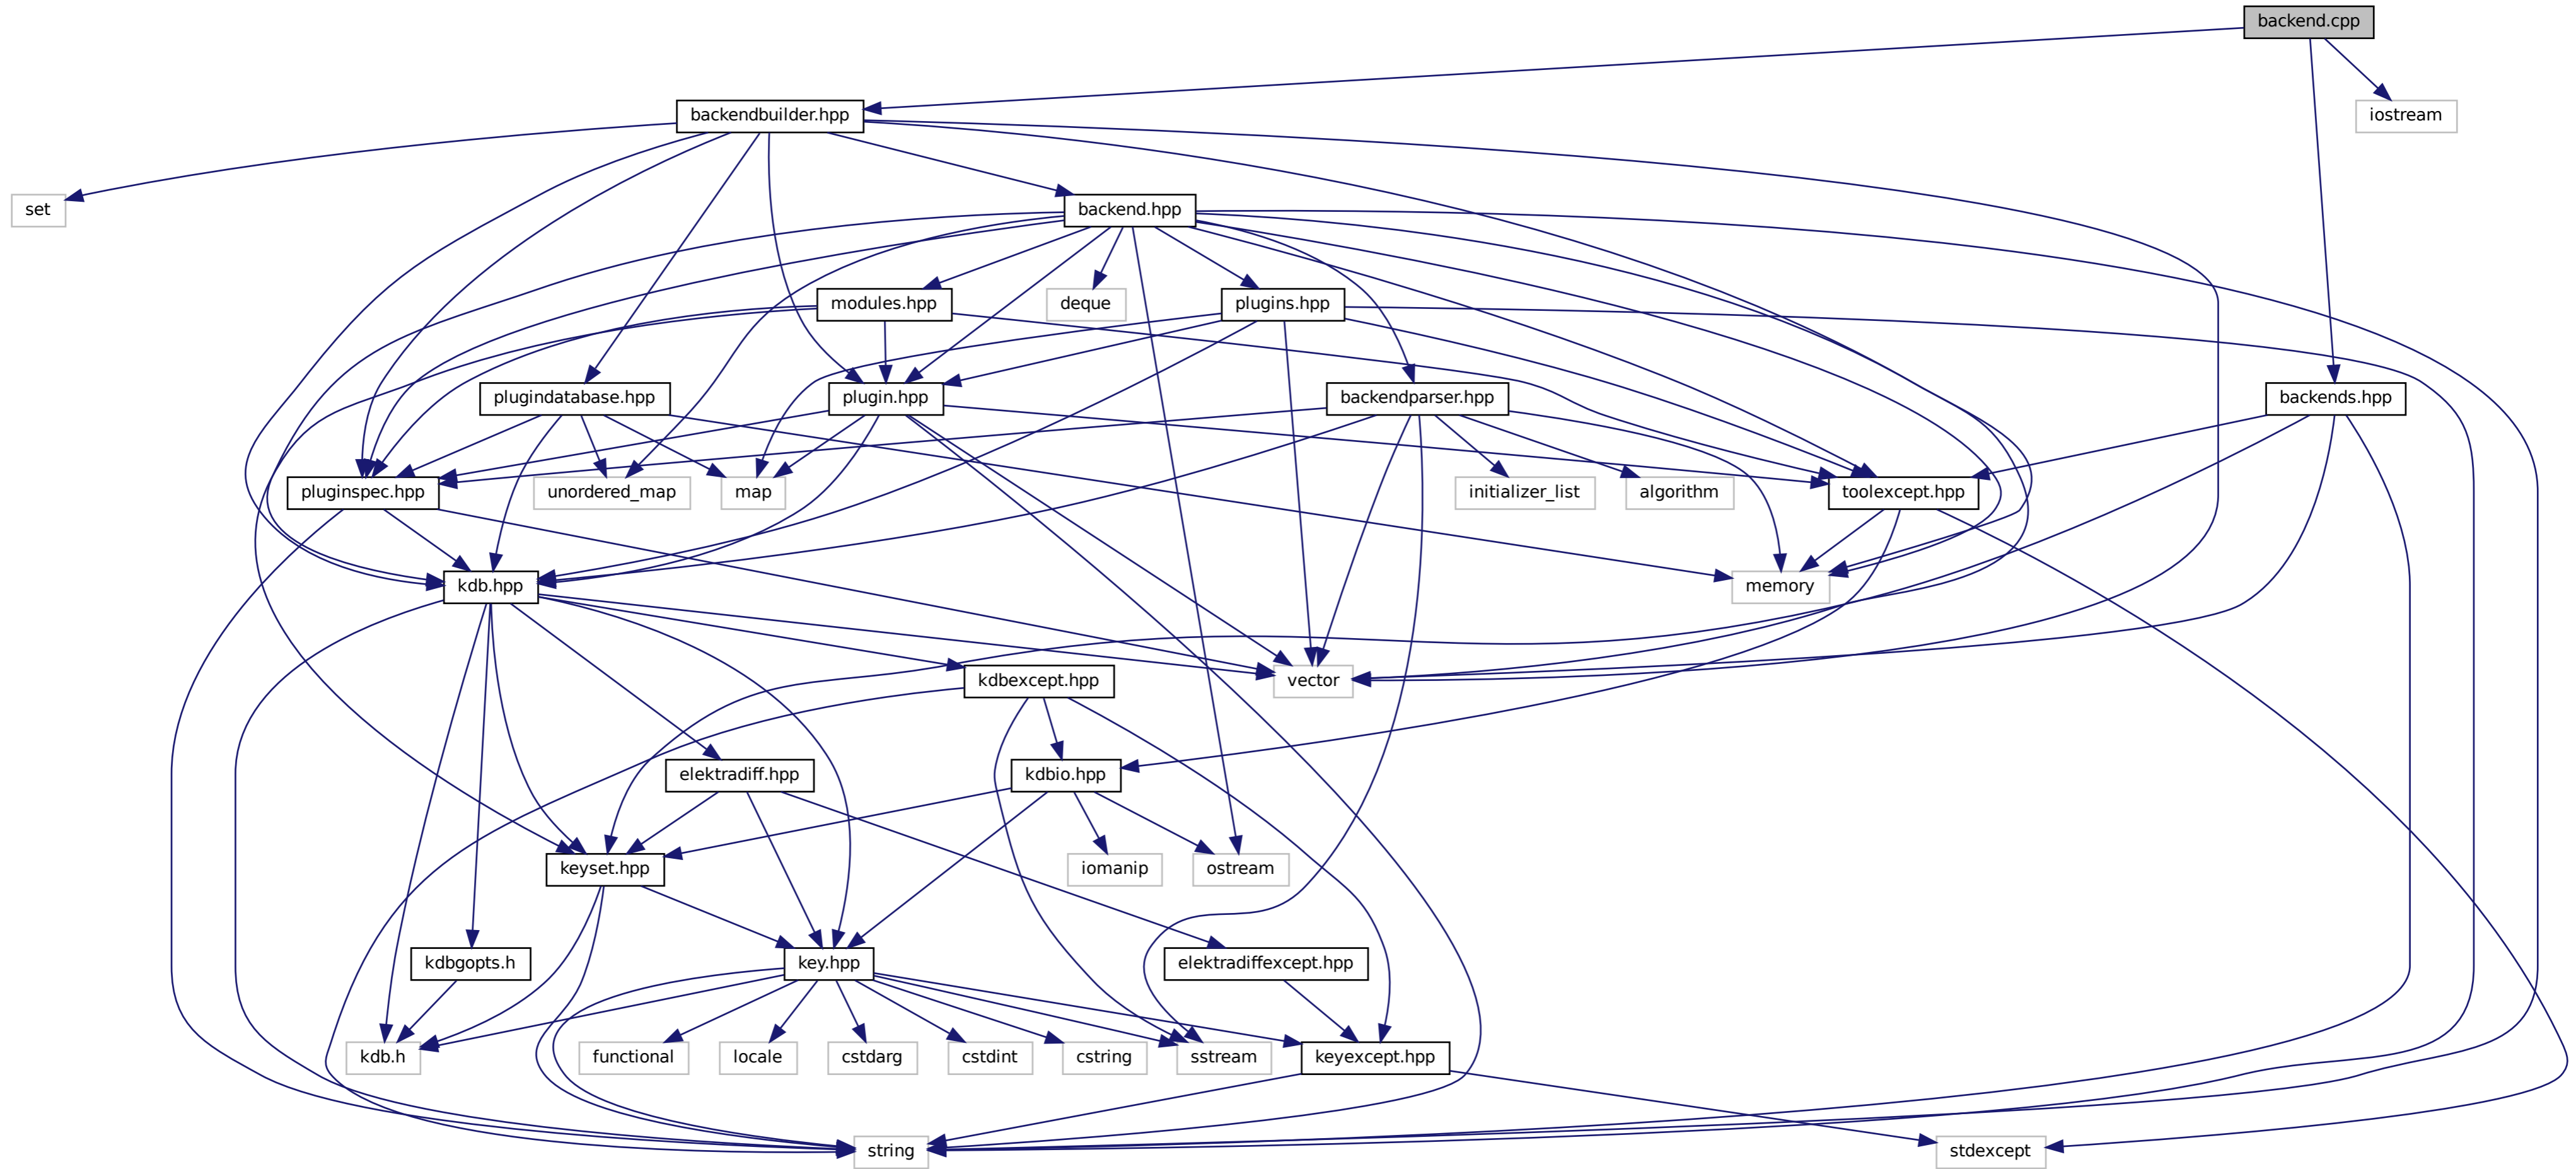 backend.cpp
backendbuilder.hpp
iostream
set
backend.hpp
modules.hpp
deque
plugins.hpp
plugindatabase.hpp
plugin.hpp
backendparser.hpp
backends.hpp
pluginspec.hpp
unordered_map
map
initializer_list
algorithm
toolexcept.hpp
kdb.hpp
memory
kdbexcept.hpp
vector
elektradiff.hpp
kdbio.hpp
keyset.hpp
iomanip
ostream
kdbgopts.h
key.hpp
elektradiffexcept.hpp
kdb.h
functional
locale
cstdarg
cstdint
cstring
sstream
keyexcept.hpp
string
stdexcept